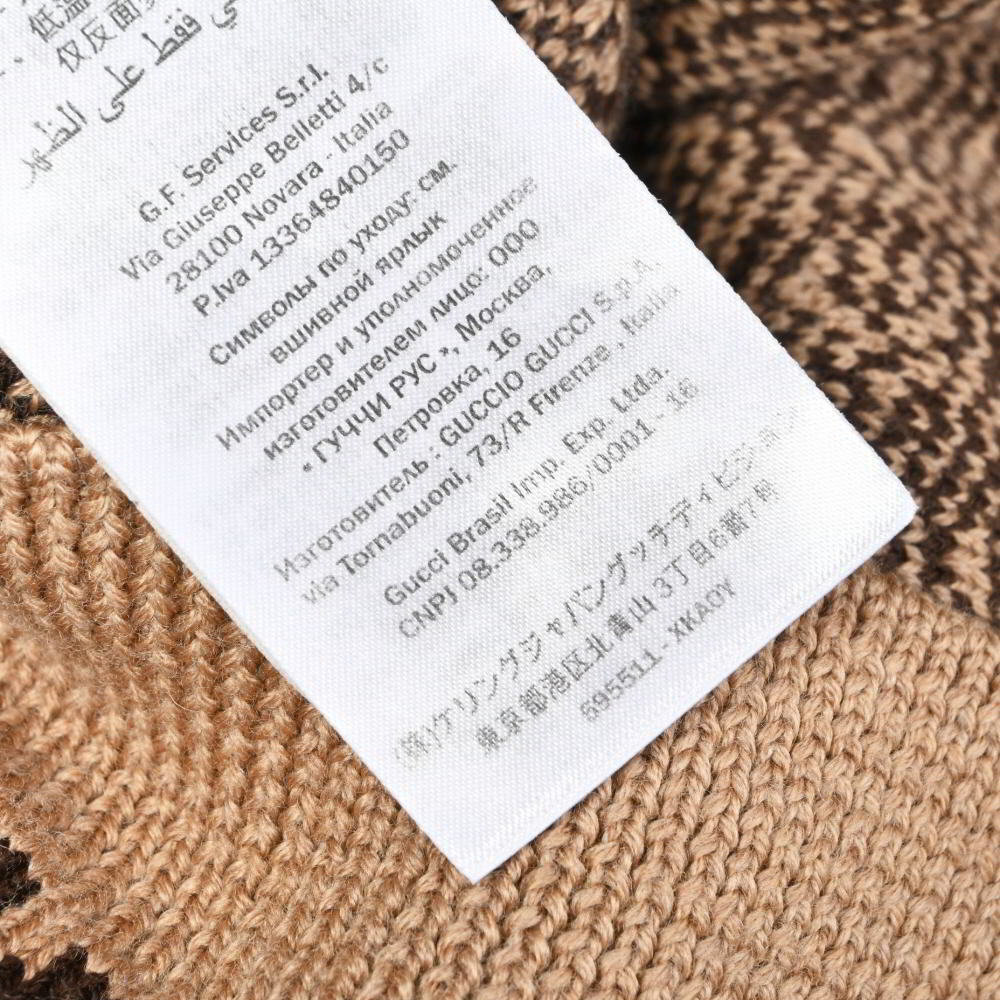 低温
仅反面
فقط على الظهر
G.F. Services S.r.l.
Via Giuseppe Belletti 4/c
28100 Novara - Italia
P.Iva 13364840150
Символы по уходу: см.
вшивной ярлык
Импортер и уполномоченное
изготовителем лицо: ООО
"ГУЧЧИ РУС", Москва,
Петровка, 16
Изготовитель : GUCCIO GUCCI S.p.A.
via Tornabuoni, 73/R Firenze , Italia
Gucci Brasil Imp. Exp. Ltda.
CNPJ 08.338.986/0001- 16
(株)ケリングジャパングッチディビジョン
東京都港区北青山3丁目6番7号
695511-XKAOY